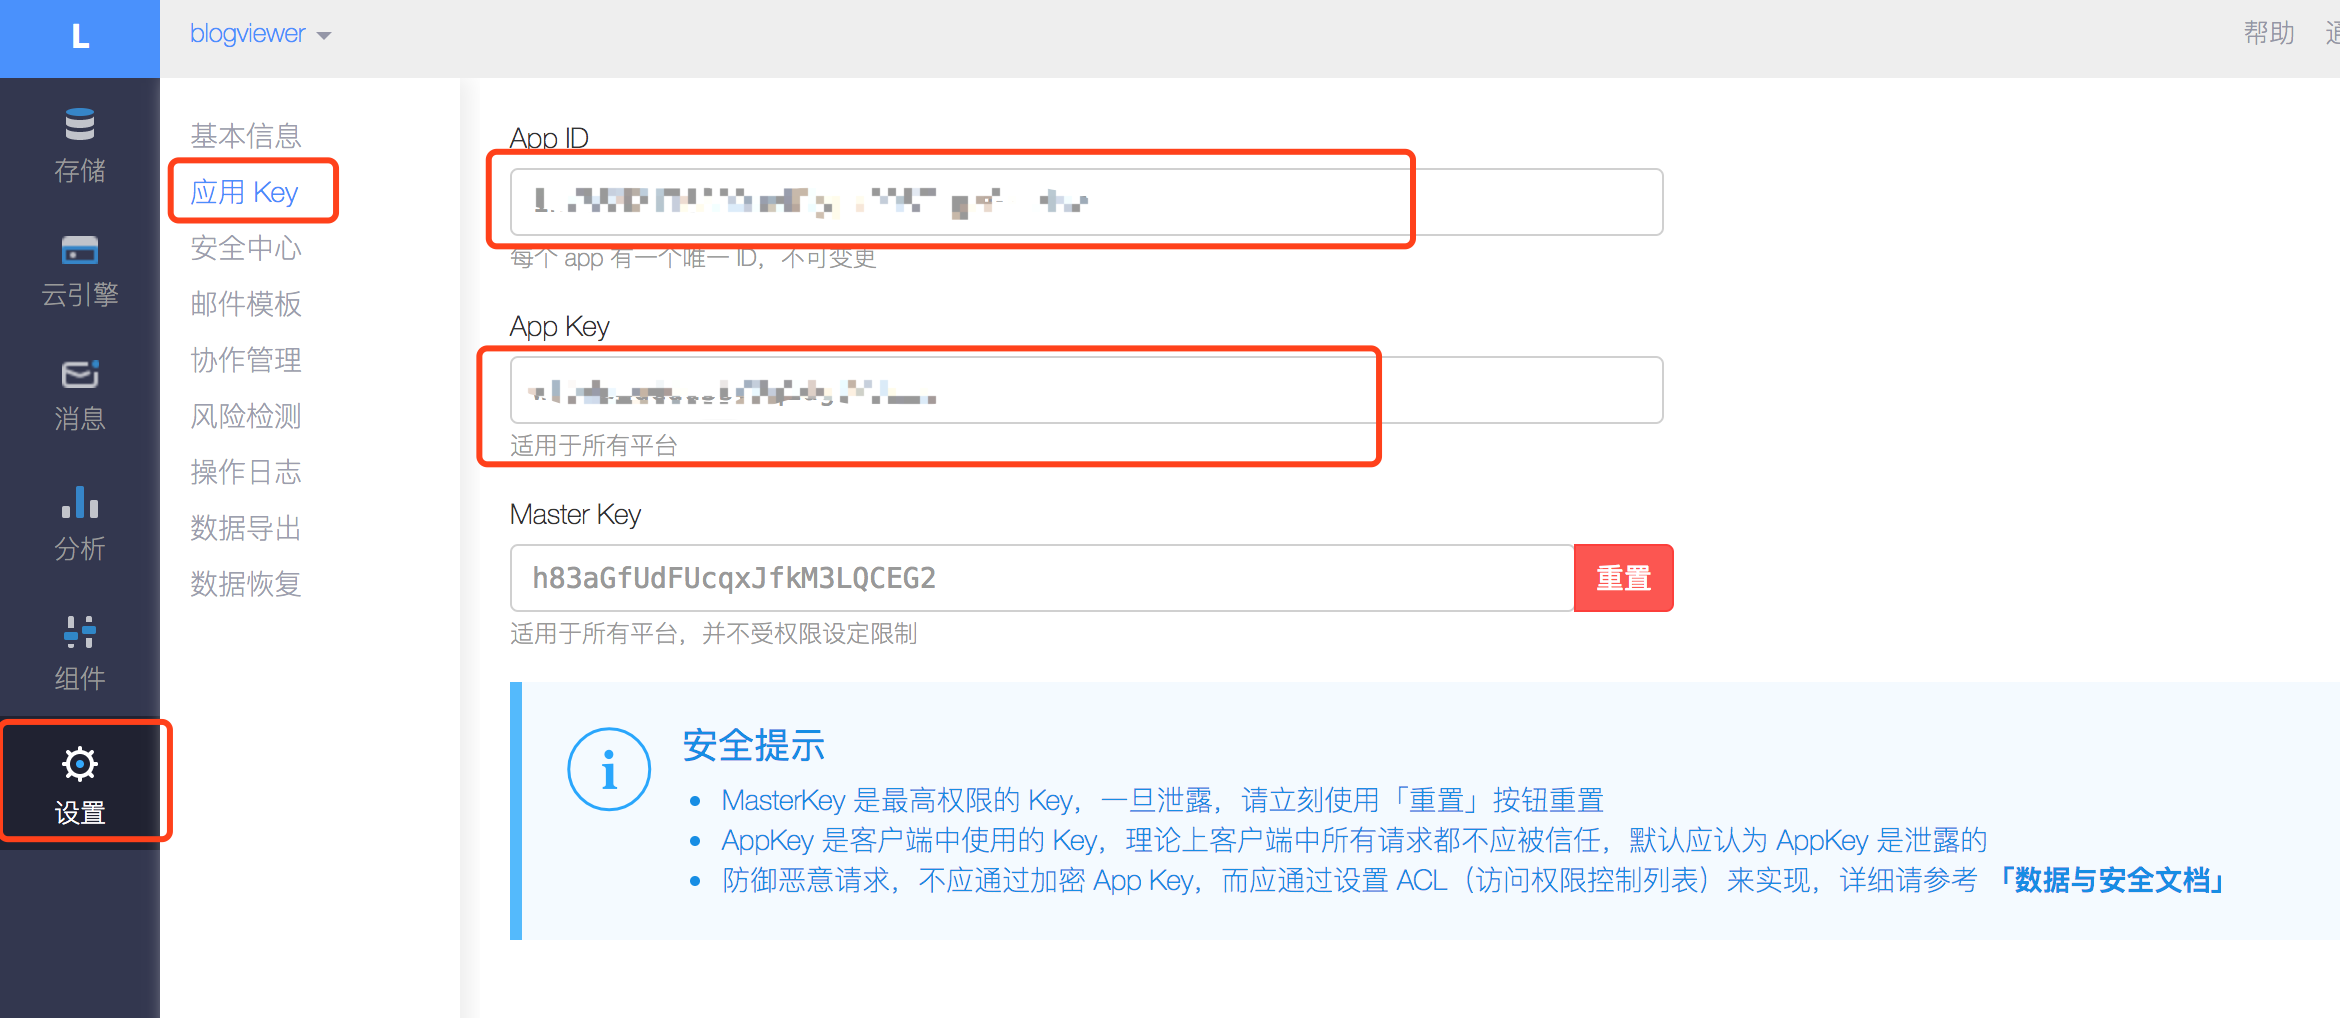 L
blogviewer
帮助
存储
云引擎
消息
分析
组件
设置
基本信息
应用 Key
安全中心
邮件模板
协作管理
风险检测
操作日志
数据导出
数据恢复
App ID
每个 app 有一个唯一 ID，不可变更
App Key
适用于所有平台
Master Key
h83aGfUdFUcqxJfkM3LQCEG2
重置
适用于所有平台，并不受权限设定限制
安全提示
MasterKey 是最高权限的 Key，一旦泄露，请立刻使用「重置」按钮重置
AppKey 是客户端中使用的 Key，理论上客户端中所有请求都不应被信任，默认应认为 AppKey 是泄露的
防御恶意请求，不应通过加密 App Key，而应通过设置 ACL（访问权限控制列表）来实现，详细请参考 「数据与安全文档」